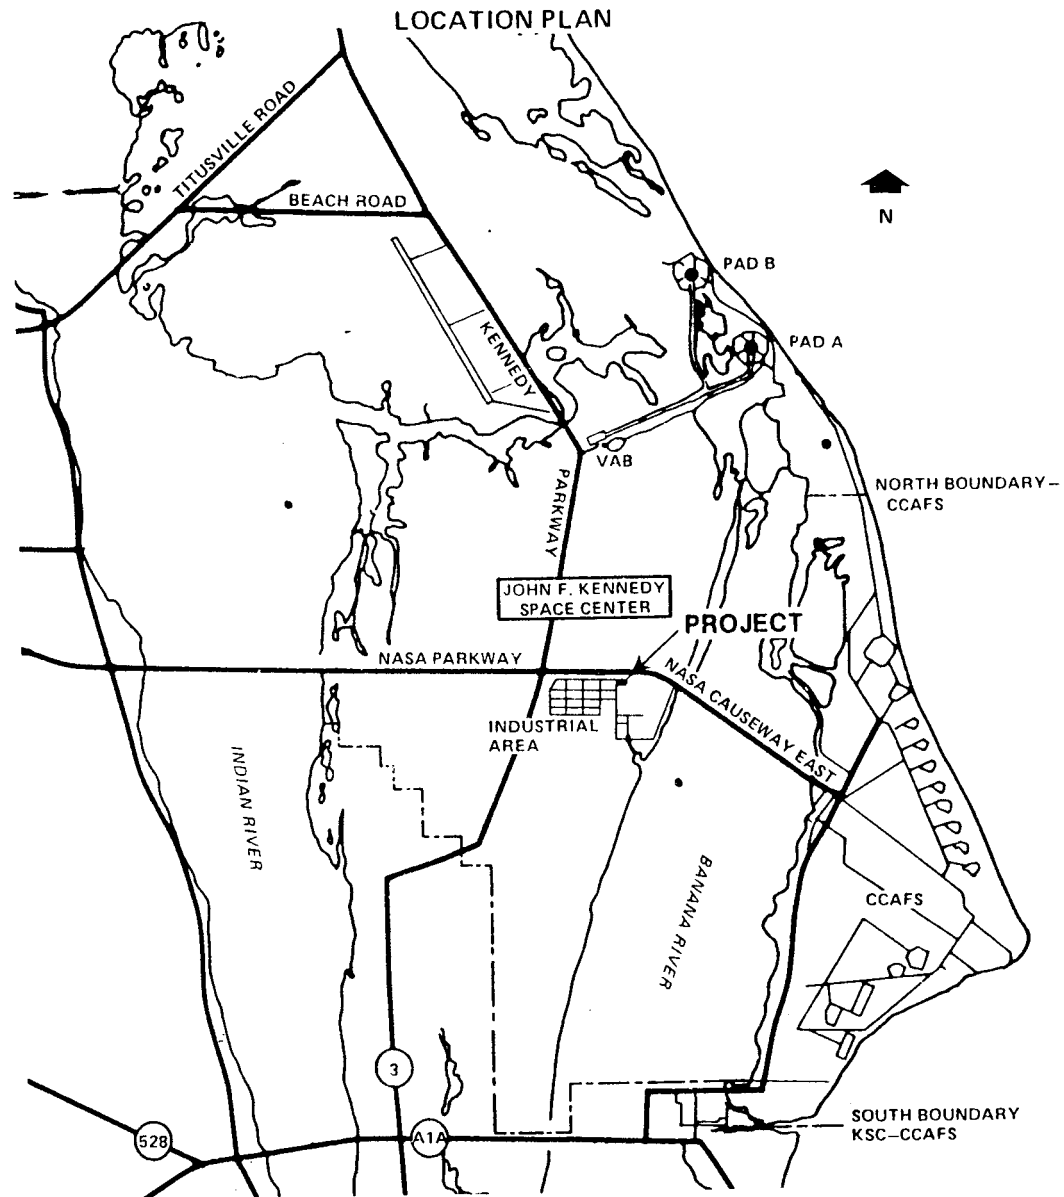 LOCATION PLAN
TITUSVILLE ROAD
BEACH ROAD
N
PAD B
PAD A
KENNEDY
VAB
PARKWAY
NORTH BOUNDARY–
CCAFS
JOHN F. KENNEDY
SPACE CENTER
PROJECT
NASA PARKWAY
NASA CAUSEWAY EAST
INDUSTRIAL
AREA
INDIAN RIVER
BANANA RIVER
CCAFS
3
528
A1A
SOUTH BOUNDARY
KSC–CCAFS